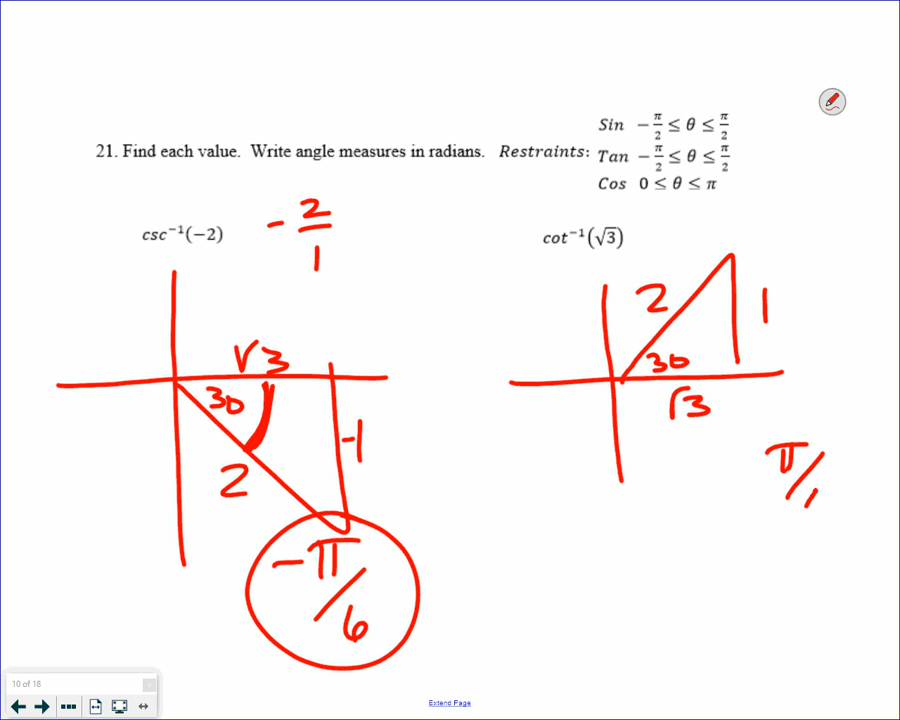 Sin −π/2 ≤ θ ≤ π/2
21. Find each value. Write angle measures in radians. Restraints: Tan −π/2 ≤ θ ≤ π/2
Cos 0 ≤ θ ≤ π
csc⁻¹(−2)
- 2/1
√3
30
2
-1
-π/6
cot⁻¹(√3)
2
1
30
√3
π/
10 of 18
Extend Page